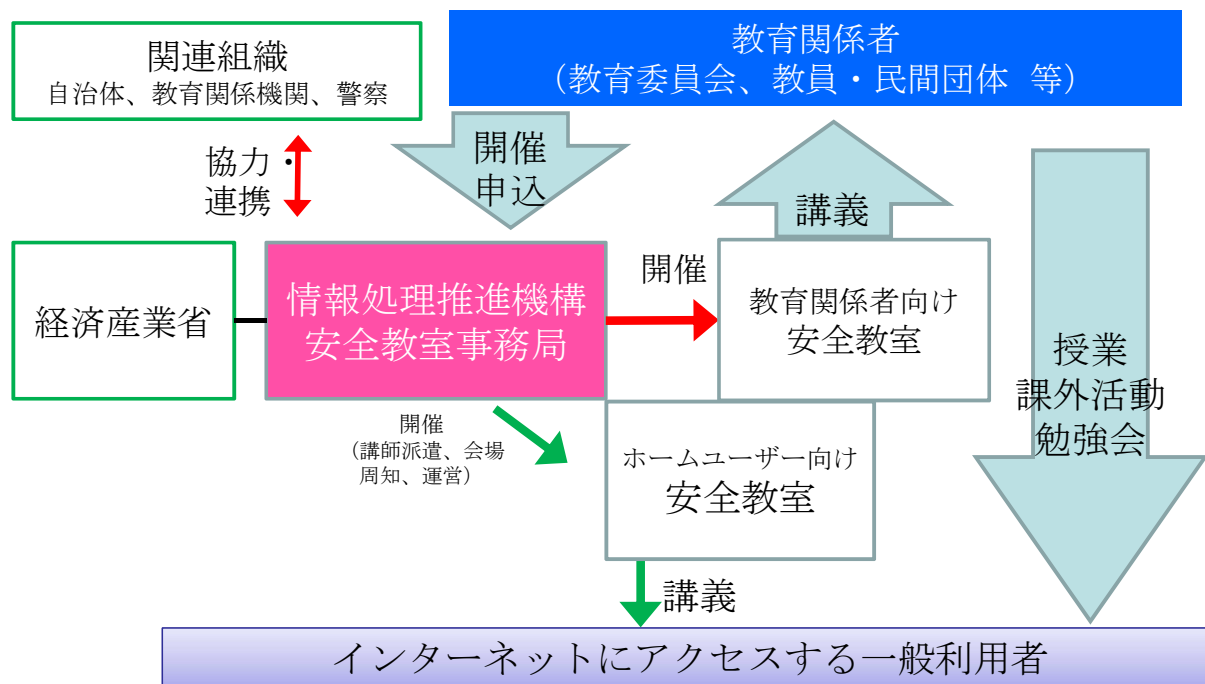 関連組織
自治体、教育関係機関、警察
教育関係者
（教育委員会、教員・民間団体 等）
協力・
連携
開催
申込
講義
経済産業省
情報処理推進機構
安全教室事務局
開催
教育関係者向け
安全教室
授業
課外活動
勉強会
開催
（講師派遣、会場
周知、運営）
ホームユーザー向け
安全教室
講義
インターネットにアクセスする一般利用者